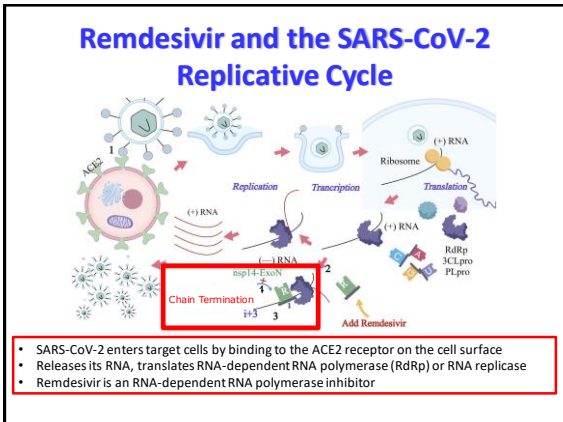 Remdesivir and the SARS-CoV-2
Replicative Cycle
1
ACE2
Ribosome
(+) RNA
Replication
Trancription
Translation
(+) RNA
(+) RNA
(—) RNA
2
RdRp
3CLpro
PLpro
C
A
G
U
nsp14-ExoN
Chain Termination
R
i
i+3
3
R
Add Remdesivir
• SARS-CoV-2 enters target cells by binding to the ACE2 receptor on the cell surface
• Releases its RNA, translates RNA-dependent RNA polymerase (RdRp) or RNA replicase
• Remdesivir is an RNA-dependent RNA polymerase inhibitor